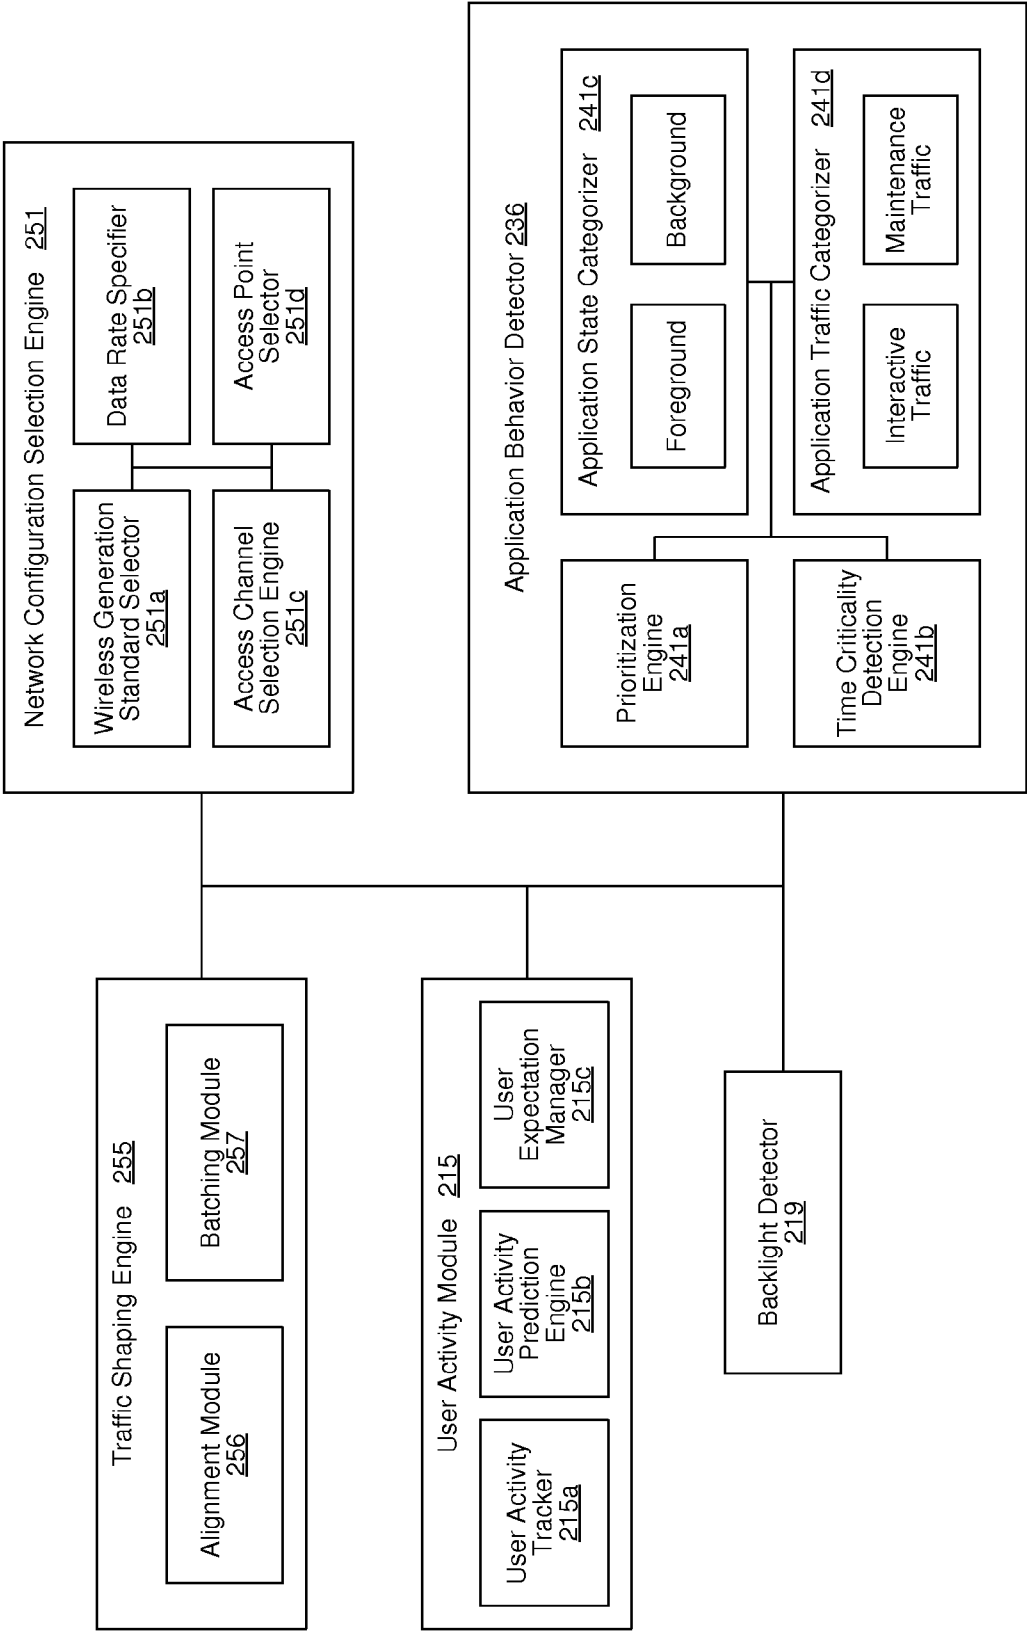 Traffic Shaping Engine 255
Alignment Module
256
Batching Module
257
User Activity Module 215
User Activity
Tracker
215a
User Activity
Prediction
Engine
215b
User
Expectation
Manager
215c
Backlight Detector
219
Network Configuration Selection Engine 251
Wireless Generation
Standard Selector
251a
Data Rate Specifier
251b
Access Channel
Selection Engine
251c
Access Point
Selector
251d
Application Behavior Detector 236
Prioritization
Engine
241a
Time Criticality
Detection
Engine
241b
Application State Categorizer 241c
Foreground
Background
Application Traffic Categorizer 241d
Interactive
Traffic
Maintenance
Traffic